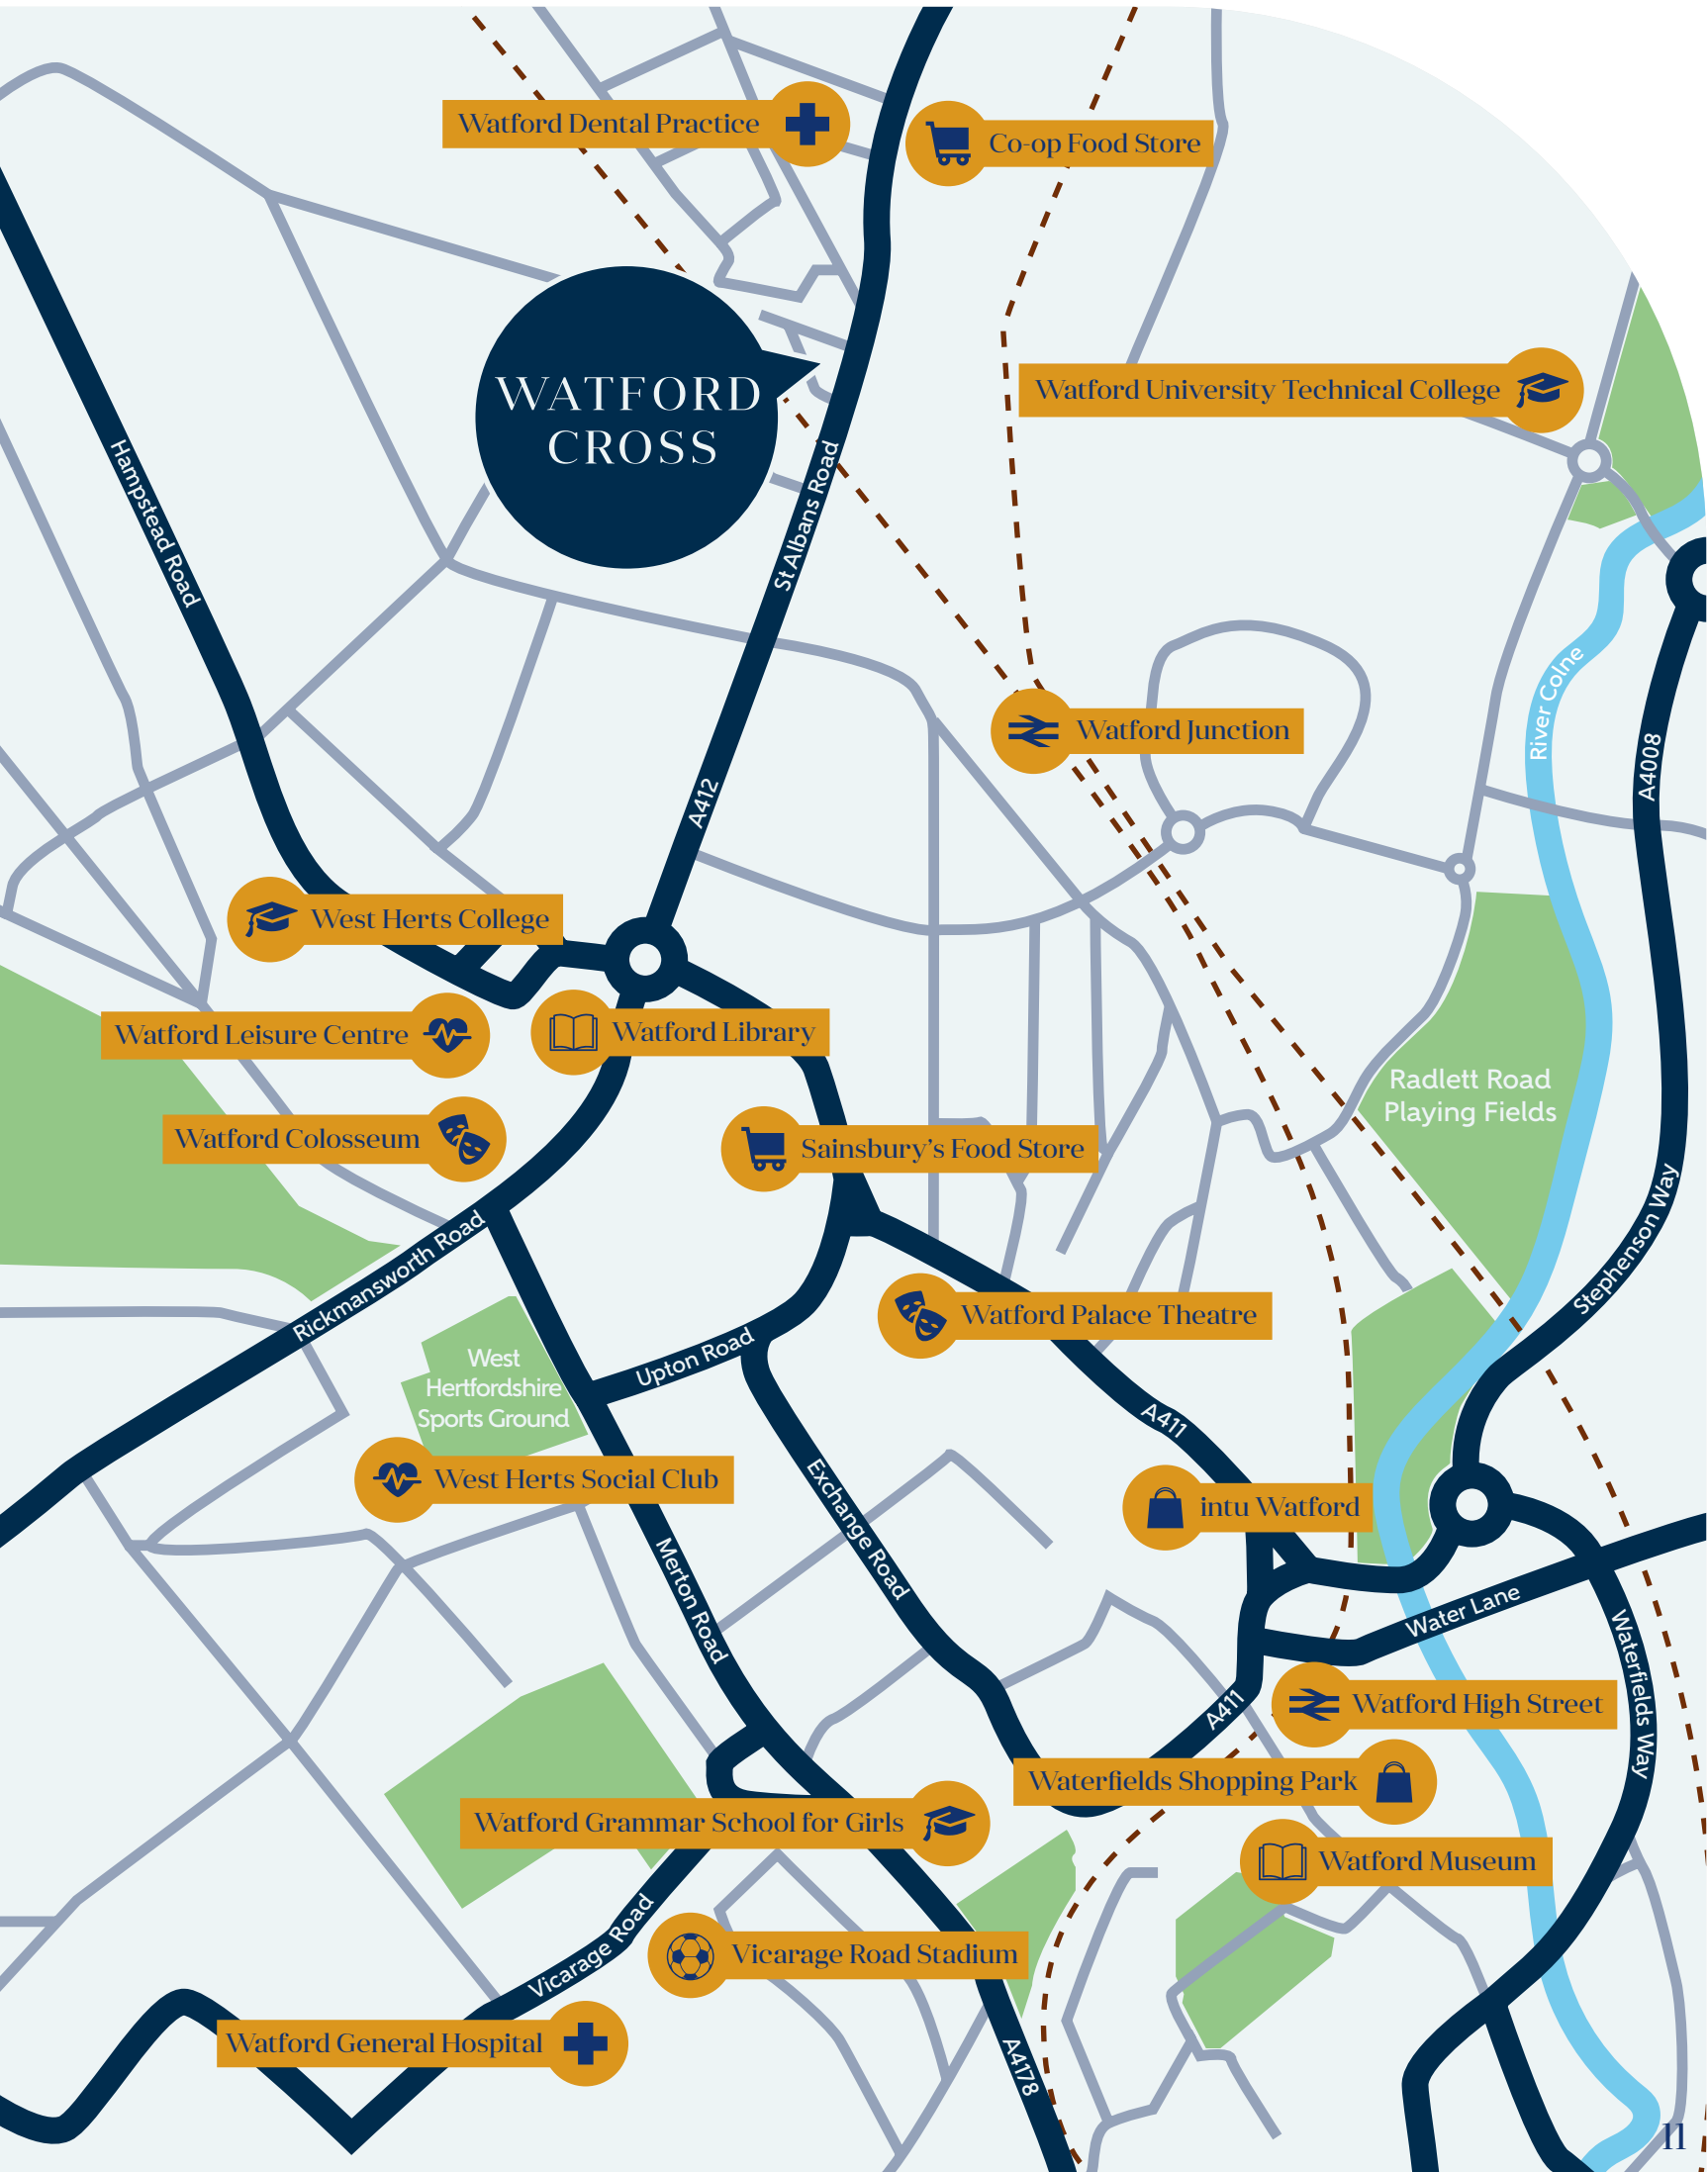 Watford Dental Practice
Co-op Food Store
WATFORD
CROSS
Watford University Technical College
Hampstead Road
St Albans Road
River Colne
Watford Junction
A4008
A412
West Herts College
Watford Library
Watford Leisure Centre
Radlett Road
Playing Fields
Watford Colosseum
Sainsbury's Food Store
Stephenson Way
Rickmansworth Road
Watford Palace Theatre
Upton Road
West
Hertfordshire
Sports Ground
A411
West Herts Social Club
Exchange Road
intu Watford
Merton Road
Water Lane
Waterfields Way
A411
Watford High Street
Waterfields Shopping Park
Watford Grammar School for Girls
Watford Museum
Vicarage Road
Vicarage Road Stadium
Watford General Hospital
A4178
11